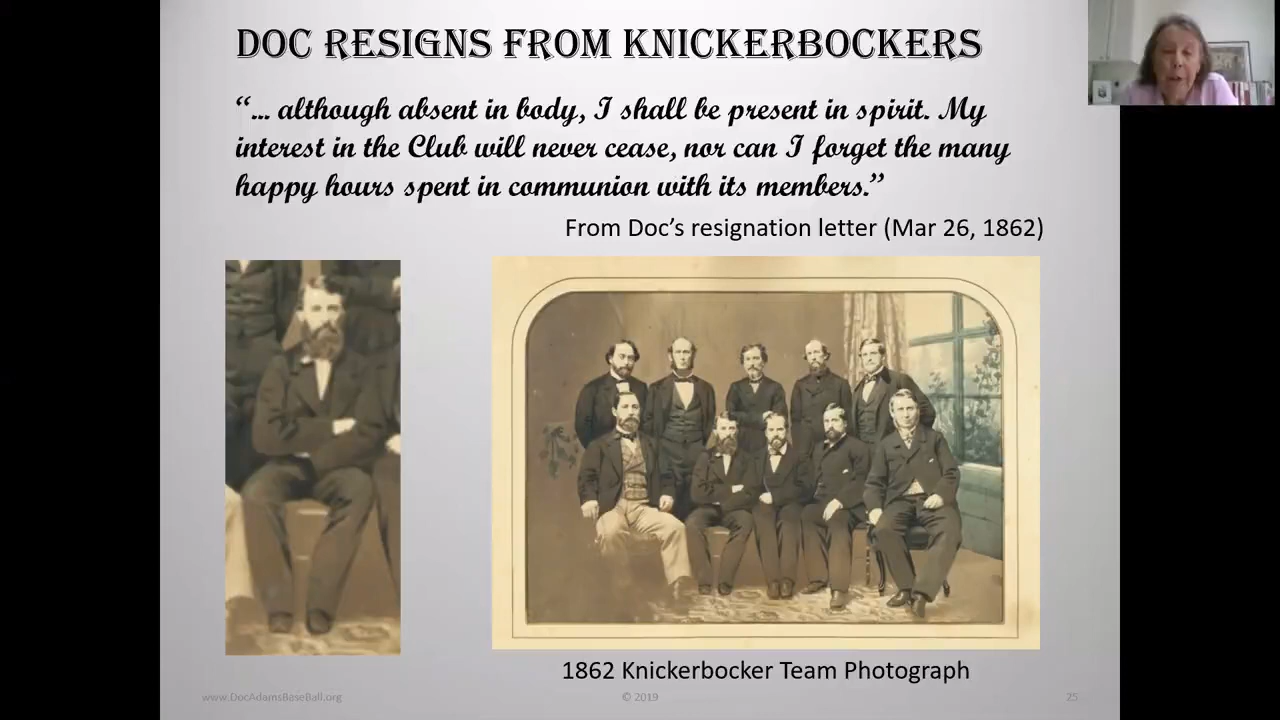 DOC RESIGNS FROM KNICKERBOCKERS
“... although absent in body, I shall be present in spirit. My
interest in the Club will never cease, nor can I forget the many
happy hours spent in communion with its members.”
From Doc’s resignation letter (Mar 26, 1862)
1862 Knickerbocker Team Photograph
www.DocAdamsBaseBall.org
© 2019
25